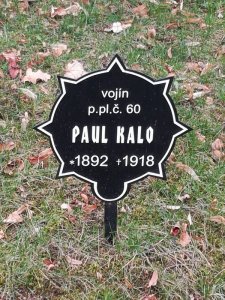 vojín
p.pl.č. 60
PAUL KALO
*1892 +1918